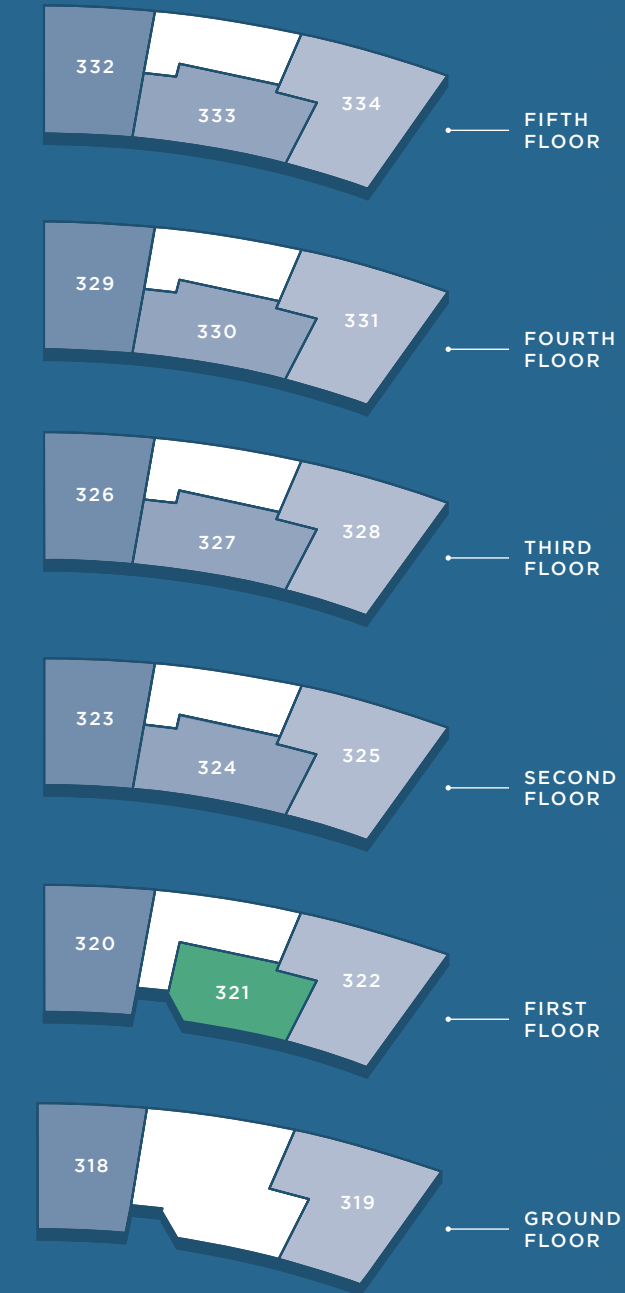 332
333
334
FIFTH
FLOOR
329
330
331
FOURTH
FLOOR
326
327
328
THIRD
FLOOR
323
324
325
SECOND
FLOOR
320
321
322
FIRST
FLOOR
318
319
GROUND
FLOOR